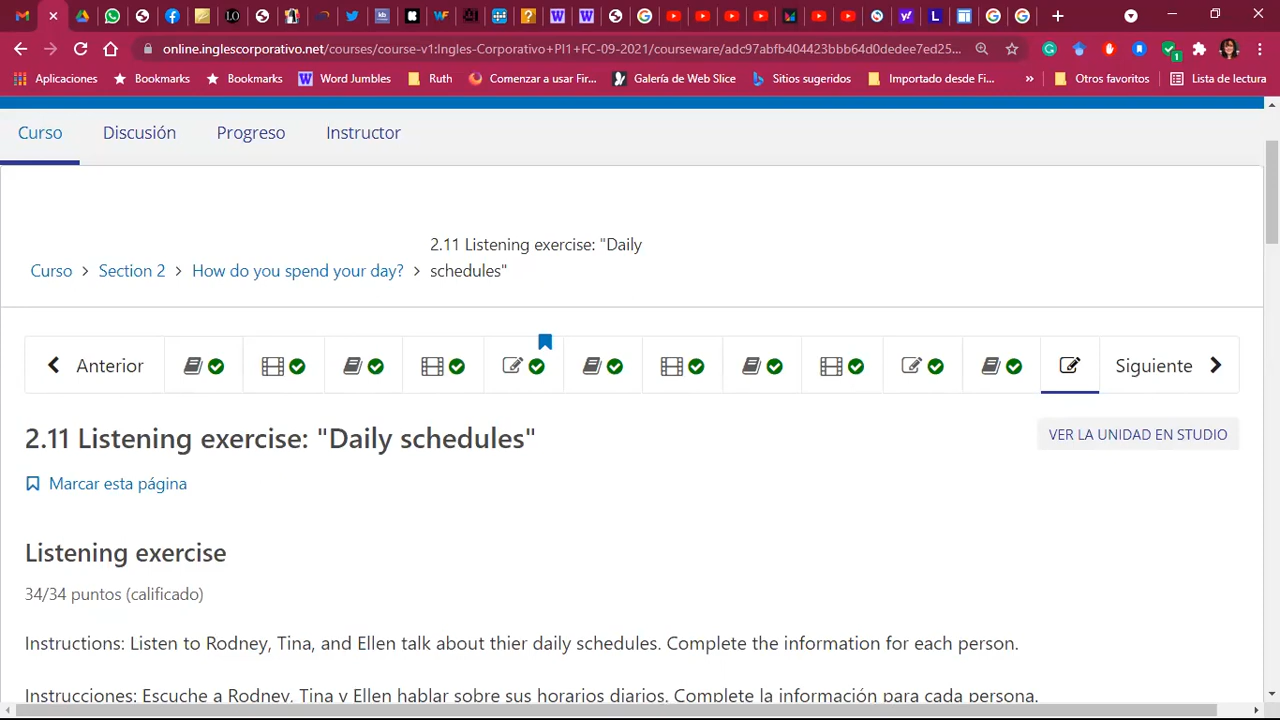 online.inglescorporativo.net/courses/course-v1:Ingles-Corporativo+PI1+FC-09-2021/courseware/adc97abfb404423bbb64d0dedee7ed25...
Aplicaciones Bookmarks Bookmarks Word Jumbles Ruth Comenzar a usar Fir... Galería de Web Slice Sitios sugeridos Importado desde Fi... » Otros favoritos Lista de lectura
Curso Discusión Progreso Instructor
2.11 Listening exercise: "Daily
Curso > Section 2 > How do you spend your day? > schedules"
Anterior Siguiente
2.11 Listening exercise: "Daily schedules"
VER LA UNIDAD EN STUDIO
Marcar esta página
Listening exercise
34/34 puntos (calificado)
Instructions: Listen to Rodney, Tina, and Ellen talk about thier daily schedules. Complete the information for each person.
Instrucciones: Escuche a Rodney, Tina y Ellen hablar sobre sus horarios diarios. Complete la información para cada persona.